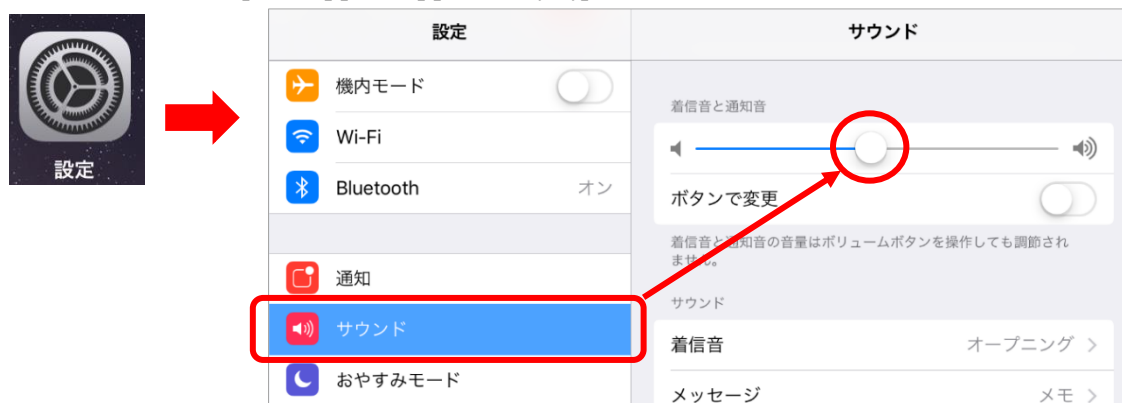 設定
設定
機内モード
Wi-Fi
Bluetooth オン
通知
サウンド
おやすみモード
サウンド
着信音と通知音
ボタンで変更
着信音と通知音の音量はボリュームボタンを操作しても調節され
ません。
サウンド
着信音 オープニング
メッセージ メモ